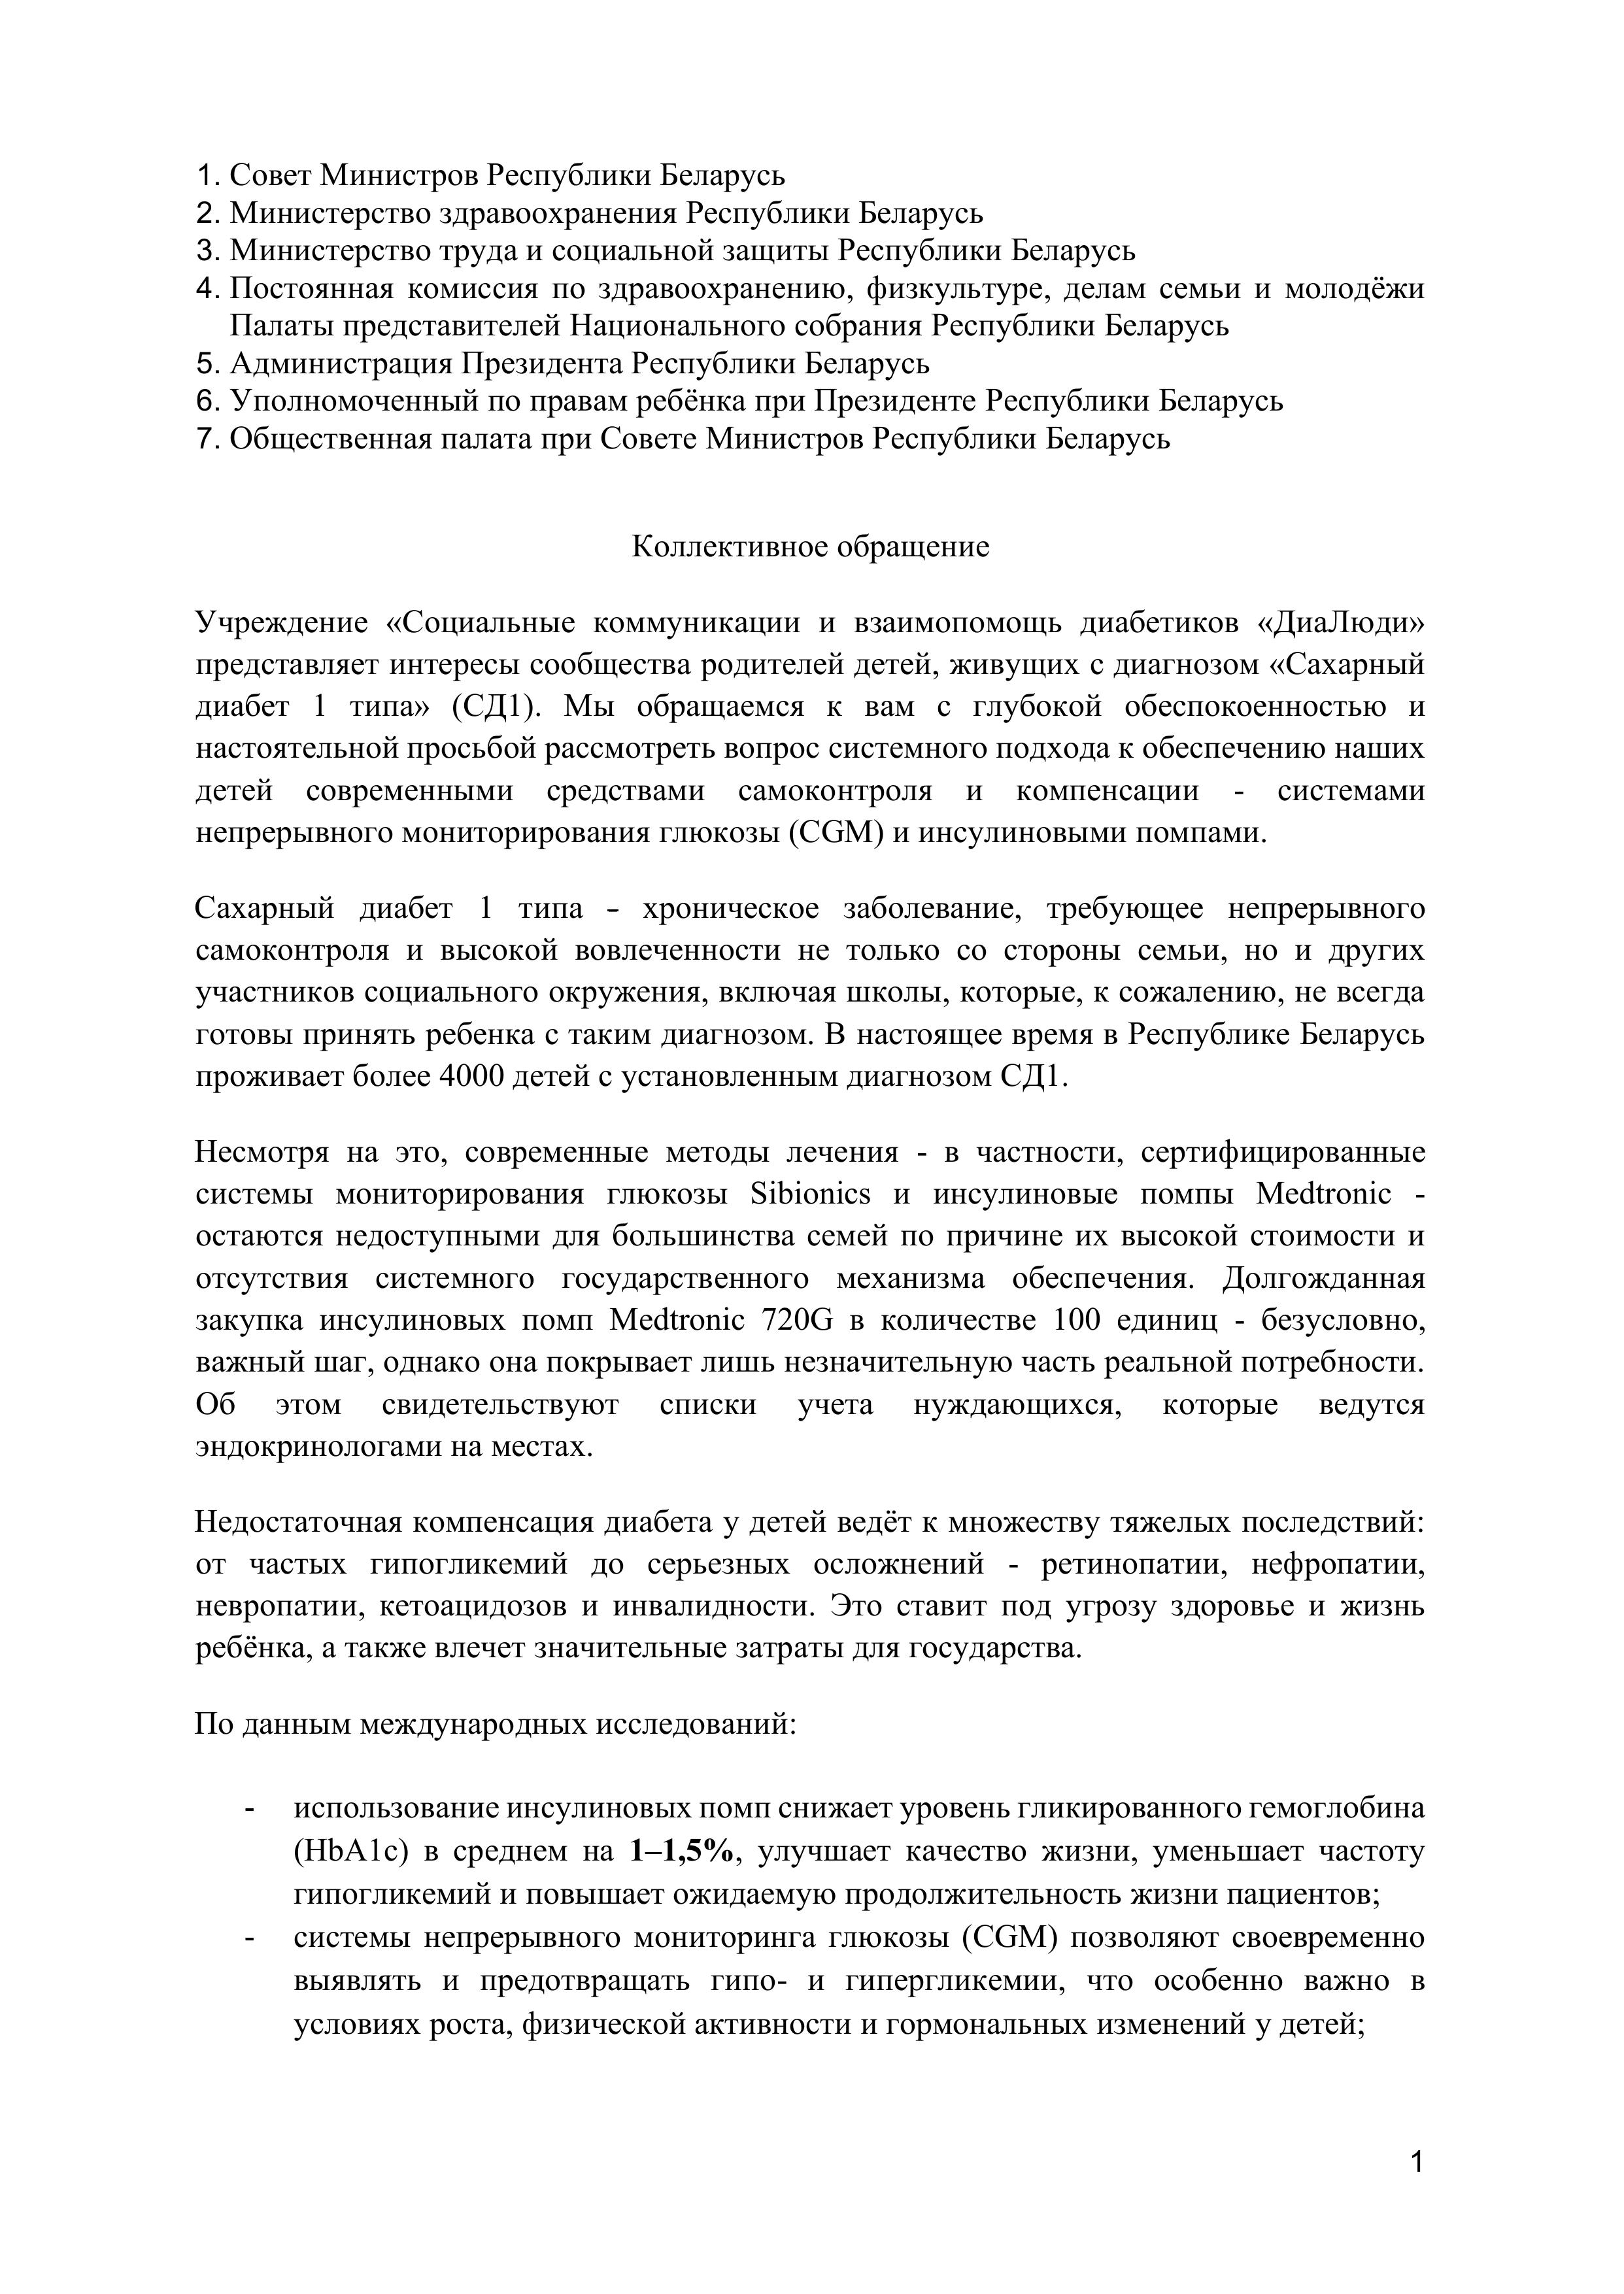 1. Совет Министров Республики Беларусь
2. Министерство здравоохранения Республики Беларусь
3. Министерство труда и социальной защиты Республики Беларусь
4. Постоянная комиссия по здравоохранению, физкультуре, делам семьи и молодёжи
Палаты представителей Национального собрания Республики Беларусь
5. Администрация Президента Республики Беларусь
6. Уполномоченный по правам ребёнка при Президенте Республики Беларусь
7. Общественная палата при Совете Министров Республики Беларусь
Коллективное обращение
Учреждение «Социальные коммуникации и взаимопомощь диабетиков «ДиаЛюди»
представляет интересы сообщества родителей детей, живущих с диагнозом «Сахарный
диабет 1 типа» (СД1). Мы обращаемся к вам с глубокой обеспокоенностью и
настоятельной просьбой рассмотреть вопрос системного подхода к обеспечению наших
детей современными средствами самоконтроля и компенсации - системами
непрерывного мониторирования глюкозы (CGM) и инсулиновыми помпами.
Сахарный диабет 1 типа - хроническое заболевание, требующее непрерывного
самоконтроля и высокой вовлеченности не только со стороны семьи, но и других
участников социального окружения, включая школы, которые, к сожалению, не всегда
готовы принять ребенка с таким диагнозом. В настоящее время в Республике Беларусь
проживает более 4000 детей с установленным диагнозом СД1.
Несмотря на это, современные методы лечения - в частности, сертифицированные
системы мониторирования глюкозы Sibionics и инсулиновые помпы Medtronic -
остаются недоступными для большинства семей по причине их высокой стоимости и
отсутствия системного государственного механизма обеспечения. Долгожданная
закупка инсулиновых помп Medtronic 720G в количестве 100 единиц - безусловно,
важный шаг, однако она покрывает лишь незначительную часть реальной потребности.
Об этом свидетельствуют списки учета нуждающихся, которые ведутся
эндокринологами на местах.
Недостаточная компенсация диабета у детей ведёт к множеству тяжелых последствий:
от частых гипогликемий до серьезных осложнений - ретинопатии, нефропатии,
невропатии, кетоацидозов и инвалидности. Это ставит под угрозу здоровье и жизнь
ребёнка, а также влечет значительные затраты для государства.
По данным международных исследований:
- использование инсулиновых помп снижает уровень гликированного гемоглобина
(HbA1c) в среднем на 1–1,5%, улучшает качество жизни, уменьшает частоту
гипогликемий и повышает ожидаемую продолжительность жизни пациентов;
- системы непрерывного мониторинга глюкозы (CGM) позволяют своевременно
выявлять и предотвращать гипо- и гипергликемии, что особенно важно в
условиях роста, физической активности и гормональных изменений у детей;
1